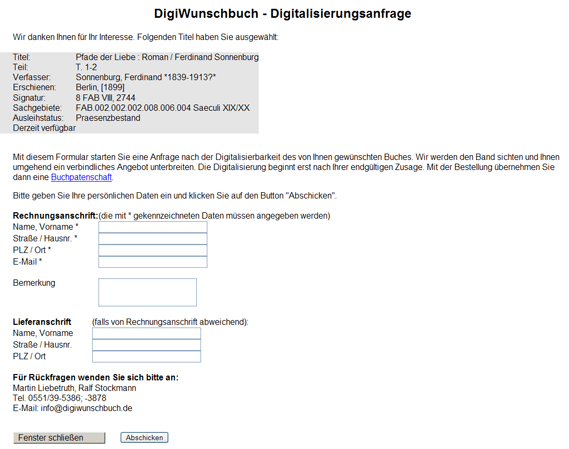 DigiWunschbuch - Digitalisierungsanfrage
Wir danken Ihnen für Ihr Interesse. Folgenden Titel haben Sie ausgewählt:
Titel: Pfade der Liebe : Roman / Ferdinand Sonnenburg
Teil: T. 1-2
Verfasser: Sonnenburg, Ferdinand *1839-1913?*
Erschienen: Berlin, [1899]
Signatur: 8 FAB VIII, 2744
Sachgebiete: FAB.002.002.002.008.006.004 Saeculi XIX/XX
Ausleihstatus: Praesenzbestand
Derzeit verfügbar
Mit diesem Formular starten Sie eine Anfrage nach der Digitalisierbarkeit des von Ihnen gewünschten Buches. Wir werden den Band sichten und Ihnen
umgehend ein verbindliches Angebot unterbreiten. Die Digitalisierung beginnt erst nach Ihrer endgültigen Zusage. Mit der Bestellung übernehmen Sie
dann eine Buchpatenschaft.
Bitte geben Sie Ihre persönlichen Daten ein und klicken Sie auf den Button "Abschicken".
Rechnungsanschrift:(die mit * gekennzeichneten Daten müssen angegeben werden)
Name, Vorname *
Straße / Hausnr. *
PLZ / Ort *
E-Mail *
Bemerkung
Lieferanschrift (falls von Rechnungsanschrift abweichend):
Name, Vorname
Straße / Hausnr.
PLZ / Ort
Für Rückfragen wenden Sie sich bitte an:
Martin Liebetruth, Ralf Stockmann
Tel. 0551/39-5386; -3878
E-Mail: info@digiwunschbuch.de
Fenster schließen Abschicken